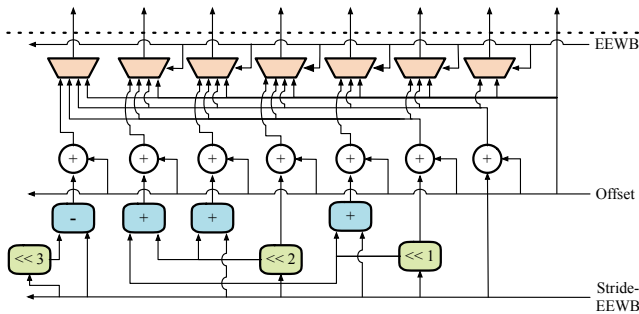 EEWB
+ + + + + + +
Offset
- + + +
<< 3 << 2 << 1
Stride-
EEWB